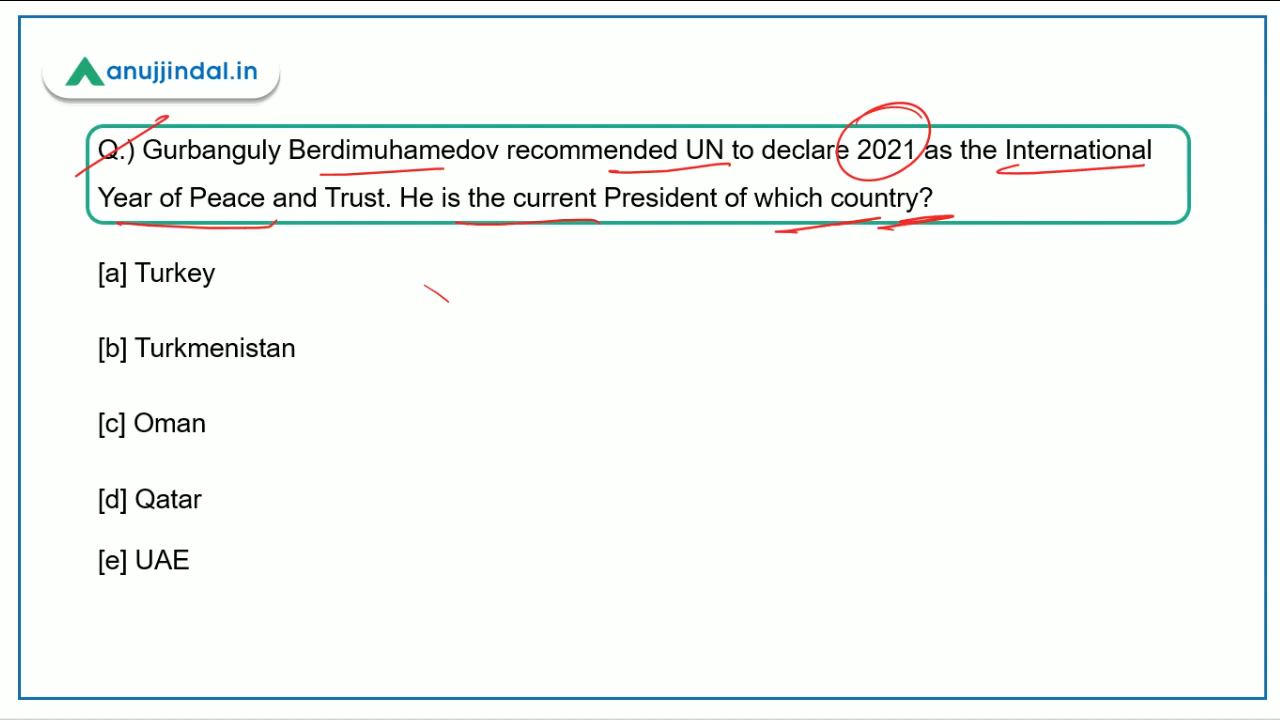 anujjindal.in
Q.) Gurbanguly Berdimuhamedov recommended UN to declare 2021 as the International
Year of Peace and Trust. He is the current President of which country?
[a] Turkey
[b] Turkmenistan
[c] Oman
[d] Qatar
[e] UAE